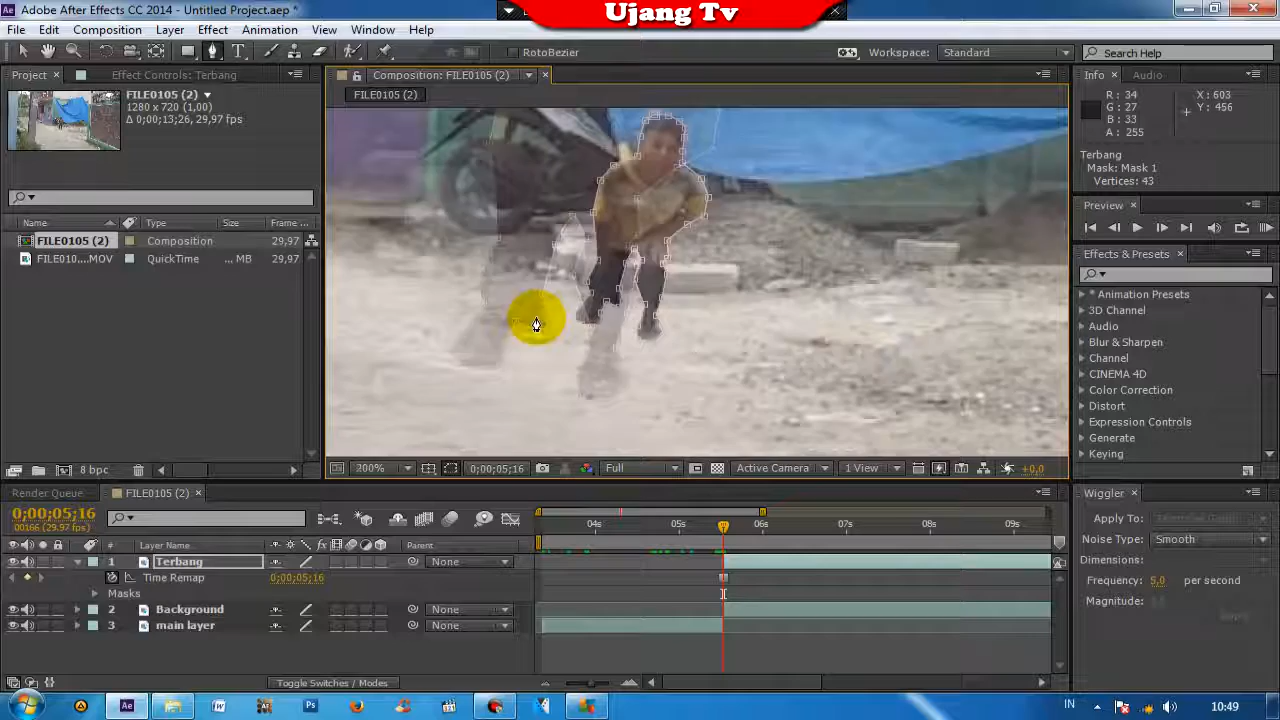 Adobe After Effects CC 2014 - Untitled Project.aep *
Ujang Tv
File Edit Composition Layer Effect Animation View Window Help
RotoBezier
Workspace: Standard
Search Help
Project
Effect Controls: Terbang
Composition: FILE0105 (2)
Info Audio
FILE0105 (2)
1280 x 720 (1,00)
Δ 0;00;13;26, 29,97 fps
FILE0105 (2)
R : 34
G : 27
B : 33
A : 255
X : 603
Y : 456
Terbang
Mask: Mask 1
Vertices: 43
Preview
Name Type Size Frame ...
FILE0105 (2) Composition 29,97
FILE010....MOV QuickTime ... MB 29,97
Effects & Presets
* Animation Presets
3D Channel
Audio
Blur & Sharpen
Channel
CINEMA 4D
Color Correction
Distort
Expression Controls
Generate
Keying
8 bpc
200%
0;00;05;16
Full
Active Camera
1 View
+0,0
Render Queue
FILE0105 (2)
Wiggler
0;00;05;16
00166 (29.97 fps)
04s 05s 06s 07s 08s 09s
Apply To:
Noise Type: Smooth
Dimensions:
Frequency: 5,0 per second
Magnitude:
# Layer Name Parent
1 Terbang None
Time Remap 0;00;05;16
Masks
2 Background None
3 main layer None
Toggle Switches / Modes
IN
10:49